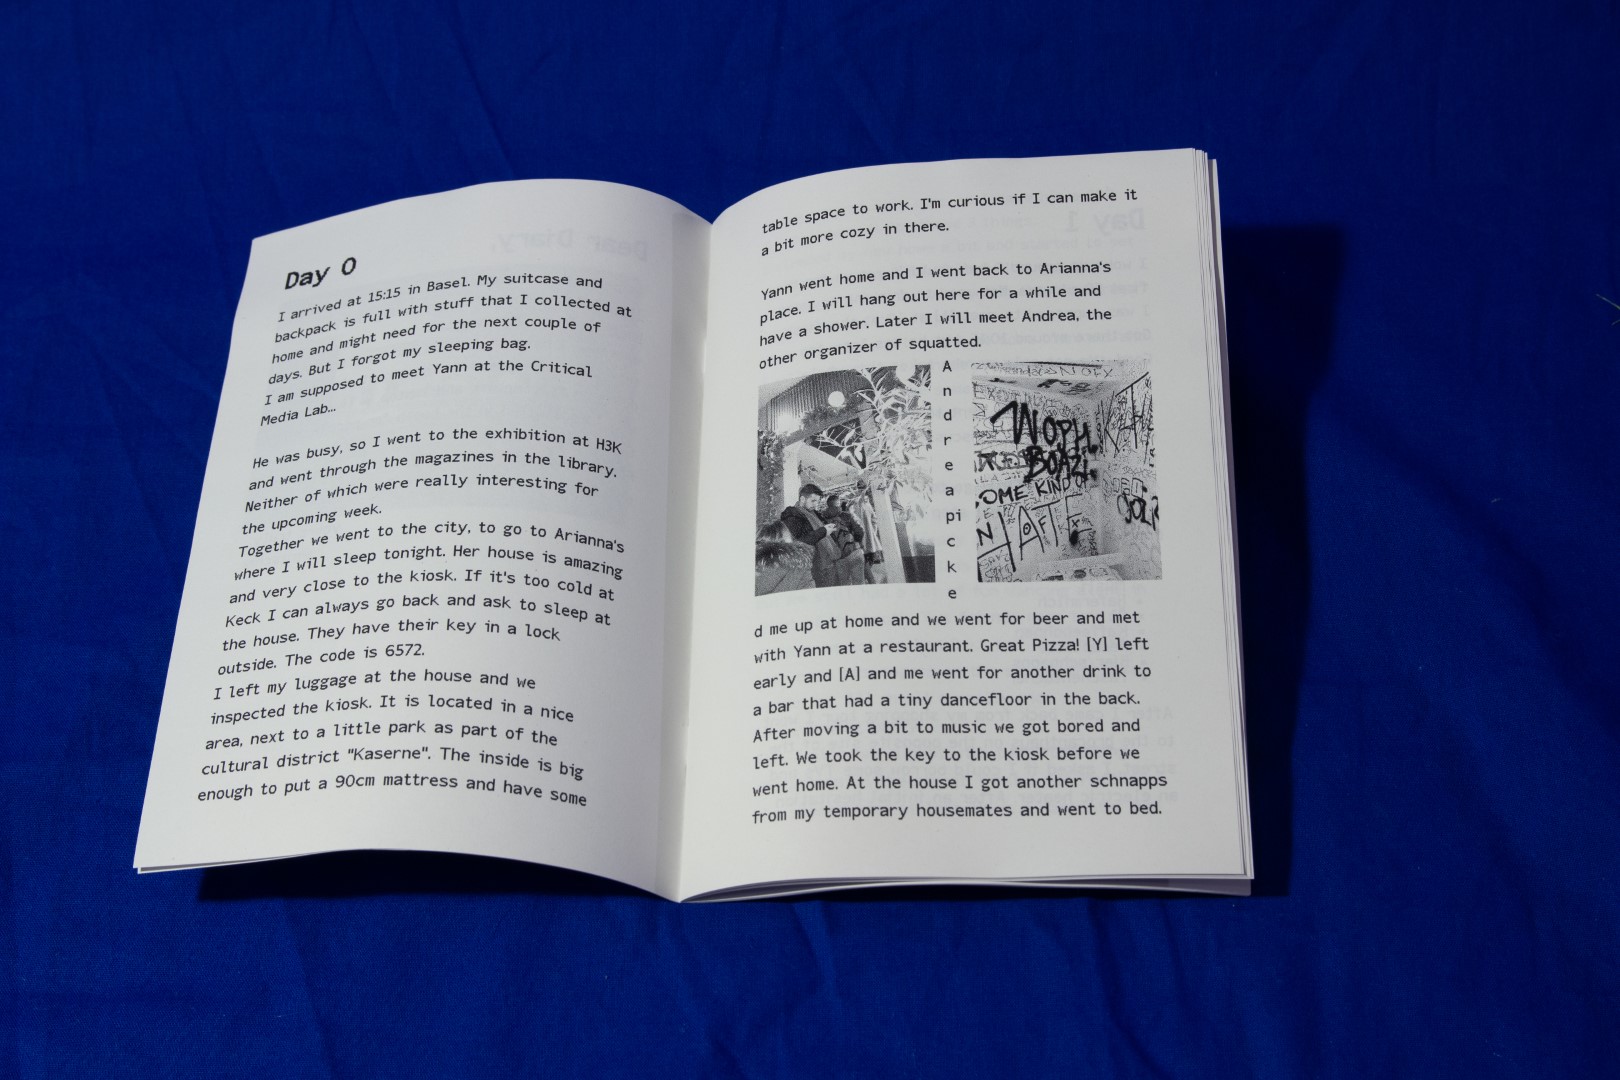 Day 0
I arrived at 15:15 in Basel. My suitcase and
backpack is full with stuff that I collected at
home and might need for the next couple of
days. But I forgot my sleeping bag.
I am supposed to meet Yann at the Critical
Media Lab...
He was busy, so I went to the exhibition at H3K
and went through the magazines in the library.
Neither of which were really interesting for
the upcoming week.
Together we went to the city, to go to Arianna's
where I will sleep tonight. Her house is amazing
and very close to the kiosk. If it's too cold at
Keck I can always go back and ask to sleep at
the house. They have their key in a lock
outside. The code is 6572.
I left my luggage at the house and we
inspected the kiosk. It is located in a nice
area, next to a little park as part of the
cultural district "Kaserne". The inside is big
enough to put a 90cm mattress and have some
table space to work. I'm curious if I can make it
a bit more cozy in there.
Yann went home and I went back to Arianna's
place. I will hang out here for a while and
have a shower. Later I will meet Andrea, the
other organizer of squatted.
A
n
d
r
e
a
pi
c
k
e
WOPH
BOAZ
OME KIND OF
HATE
d me up at home and we went for beer and met
with Yann at a restaurant. Great Pizza! [Y] left
early and [A] and me went for another drink to
a bar that had a tiny dancefloor in the back.
After moving a bit to music we got bored and
left. We took the key to the kiosk before we
went home. At the house I got another schnapps
from my temporary housemates and went to bed.